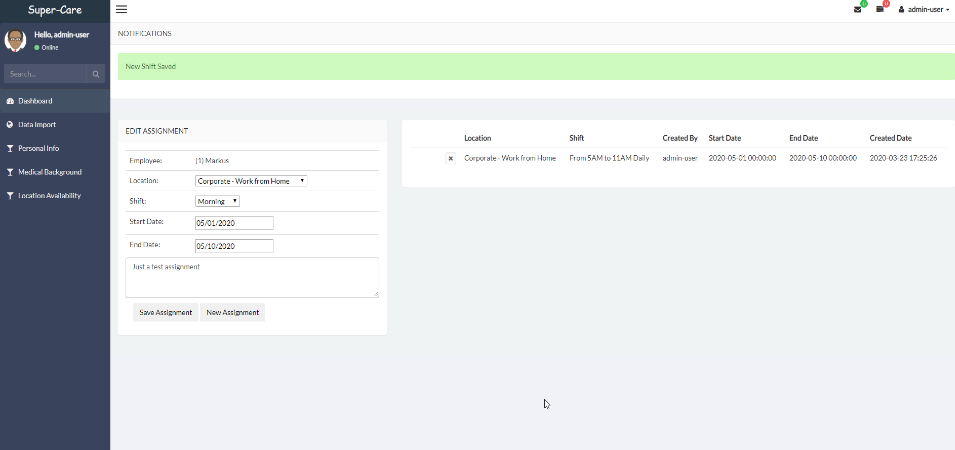 Super-Care
0
0
admin-user
Hello, admin-user
Online
Search...
Dashboard
Data Import
Personal Info
Medical Background
Location Availability
NOTIFICATIONS
New Shift Saved
EDIT ASSIGNMENT
Employee: (1) Markus
Location: Corporate - Work from Home
Shift: Morning
Start Date: 05/01/2020
End Date: 05/10/2020
Just a test assignment
Save Assignment New Assignment
Location Shift Created By Start Date End Date Created Date
Corporate - Work from Home From 5AM to 11AM Daily admin-user 2020-05-01 00:00:00 2020-05-10 00:00:00 2020-03-23 17:25:26